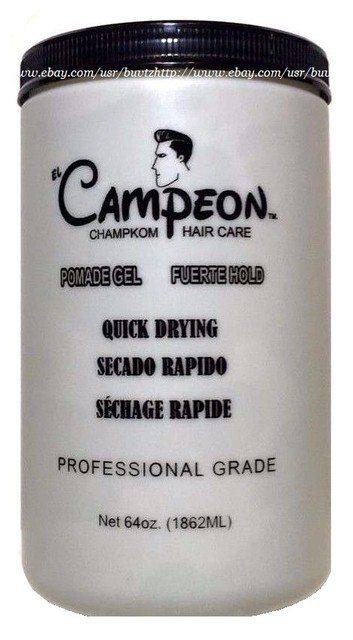 ww.ebay.com/usr/buvtzhttp://www.ebay.com/usr/buvt
EL CAMPEON TM
CHAMPKOM HAIR CARE
POMADE GEL FUERTE HOLD
QUICK DRYING
SECADO RAPIDO
SÉCHAGE RAPIDE
PROFESSIONAL GRADE
Net 64oz. (1862ML)